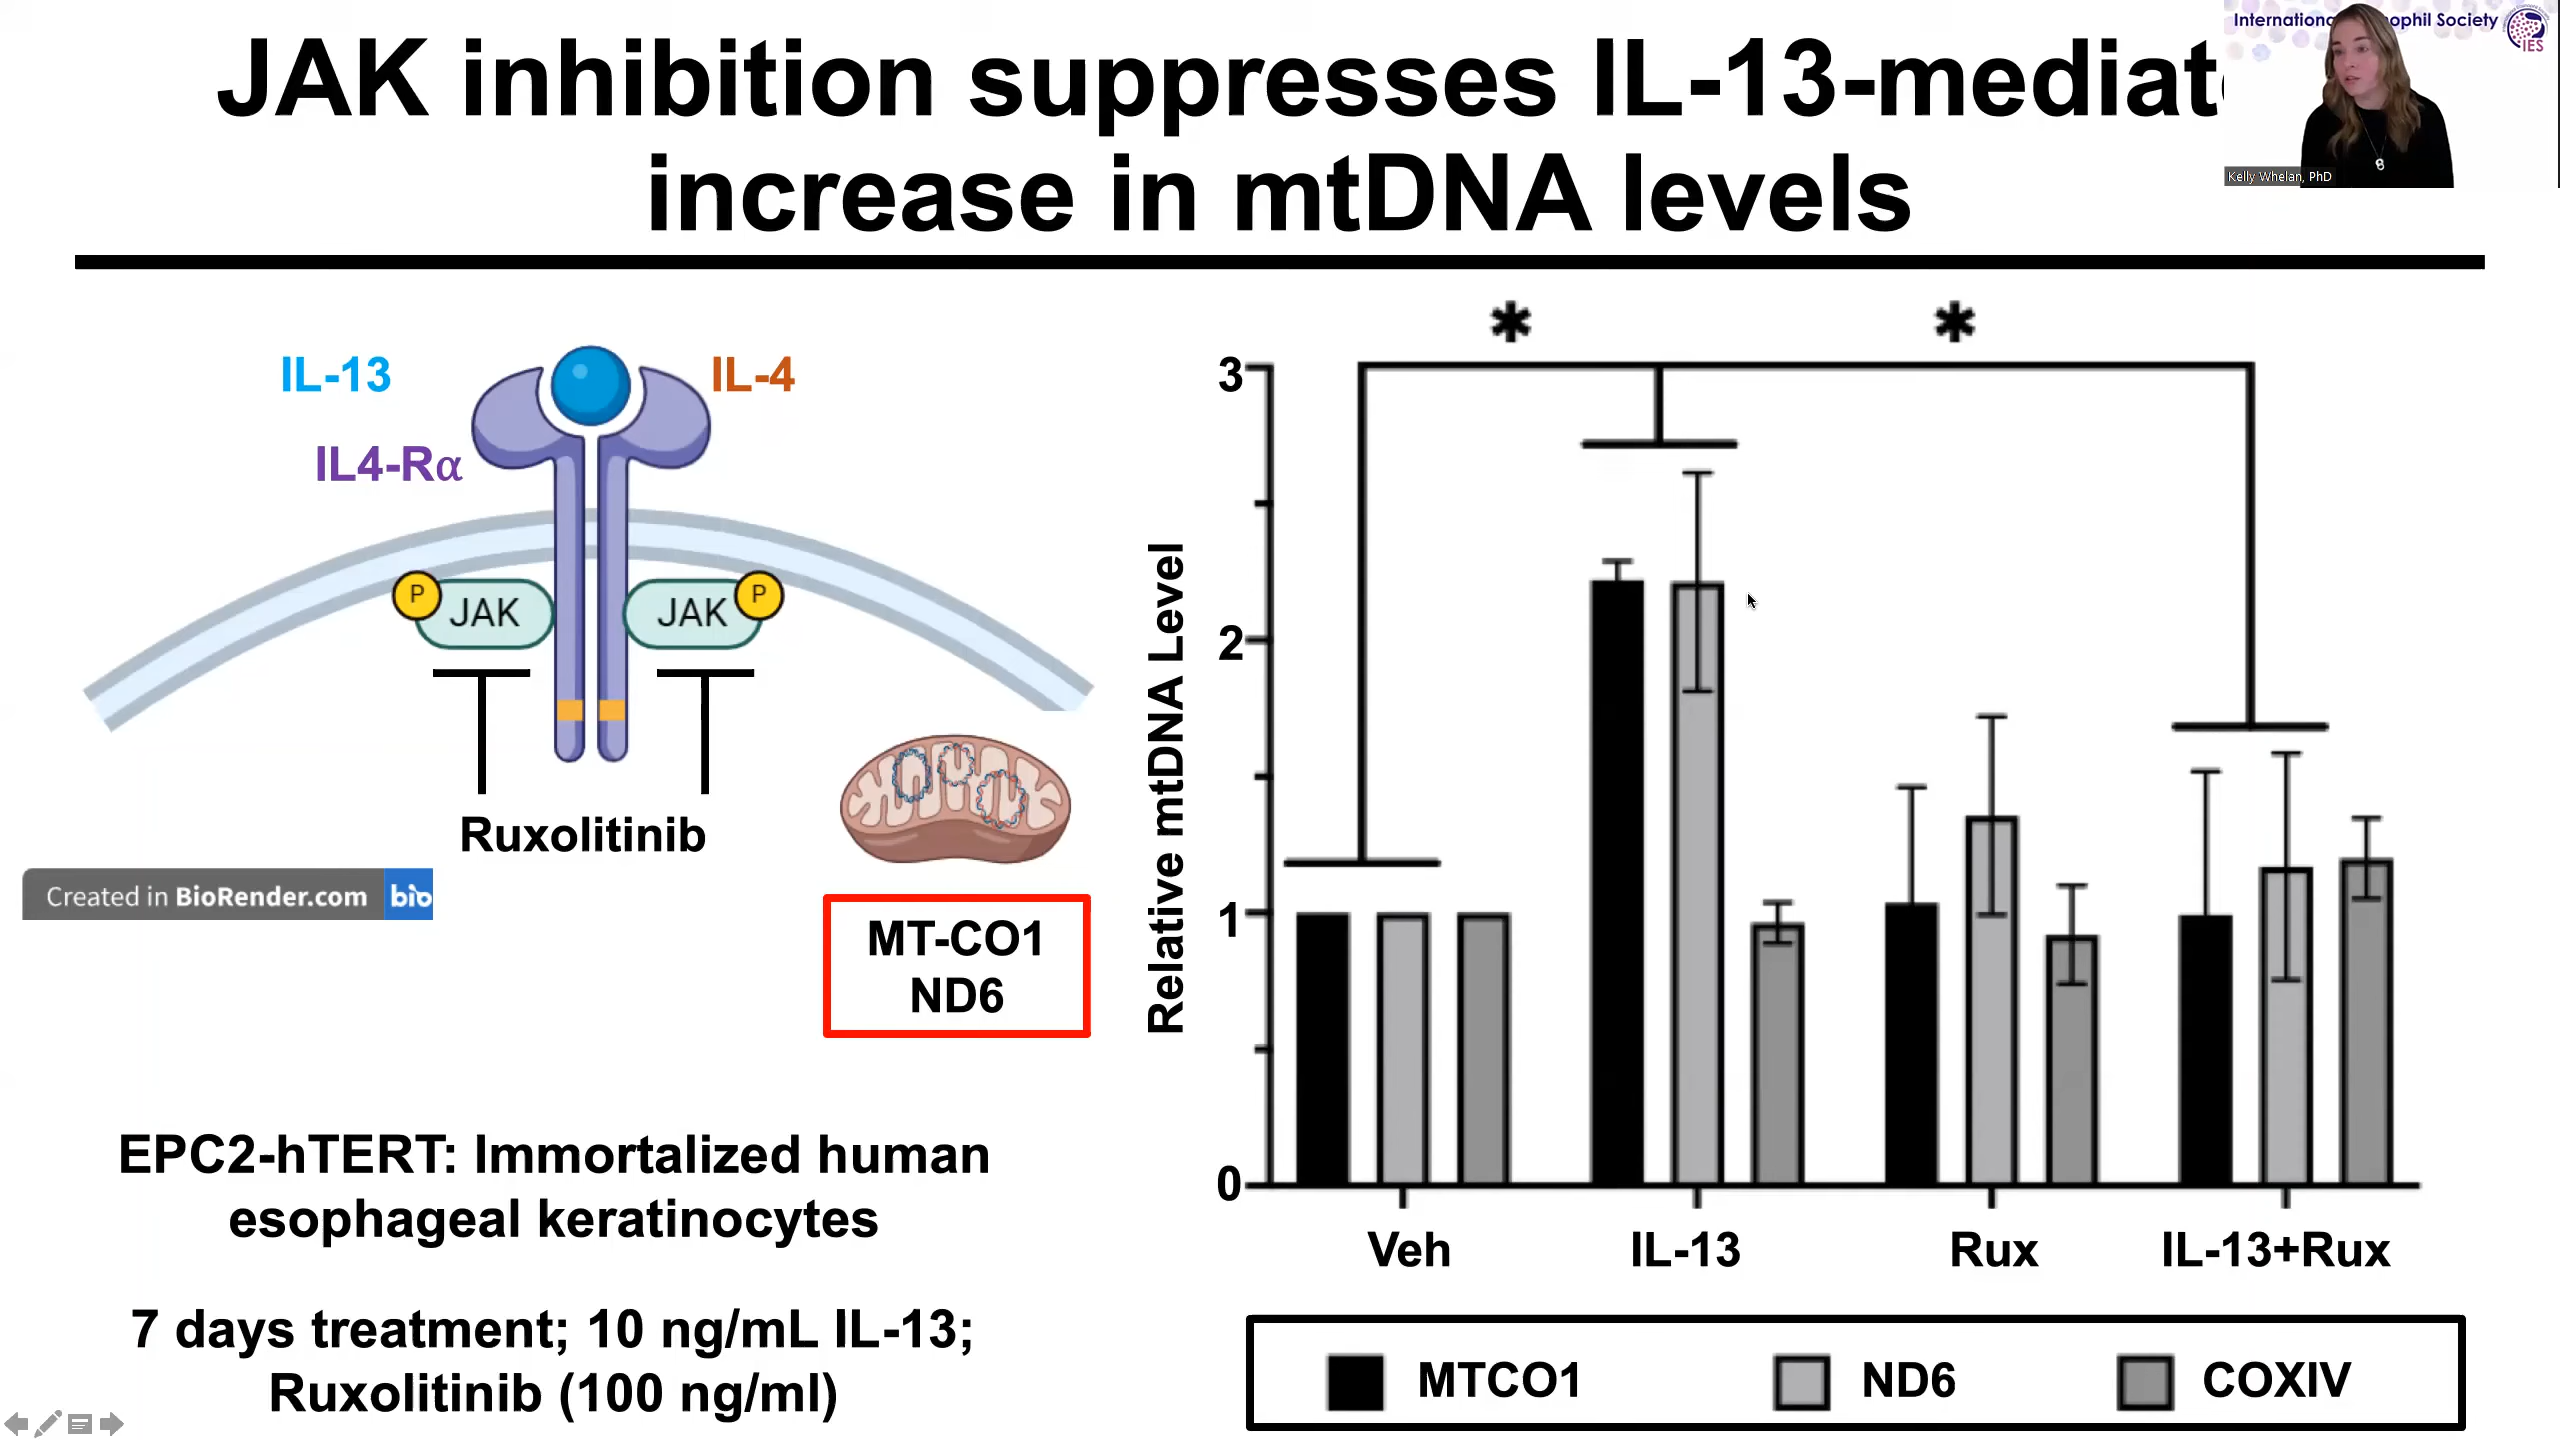 JAK inhibition suppresses IL-13-mediat
increase in mtDNA levels
Kelly Whelan, PhD
IES
IL-13
IL-4
IL4-Rα
P
JAK
JAK
P
Ruxolitinib
Created in BioRender.com bio
MT-CO1
ND6
EPC2-hTERT: Immortalized human
esophageal keratinocytes
7 days treatment; 10 ng/mL IL-13;
Ruxolitinib (100 ng/ml)
* *
3
2
1
0
Relative mtDNA Level
Veh IL-13 Rux IL-13+Rux
MTCO1 ND6 COXIV
Society